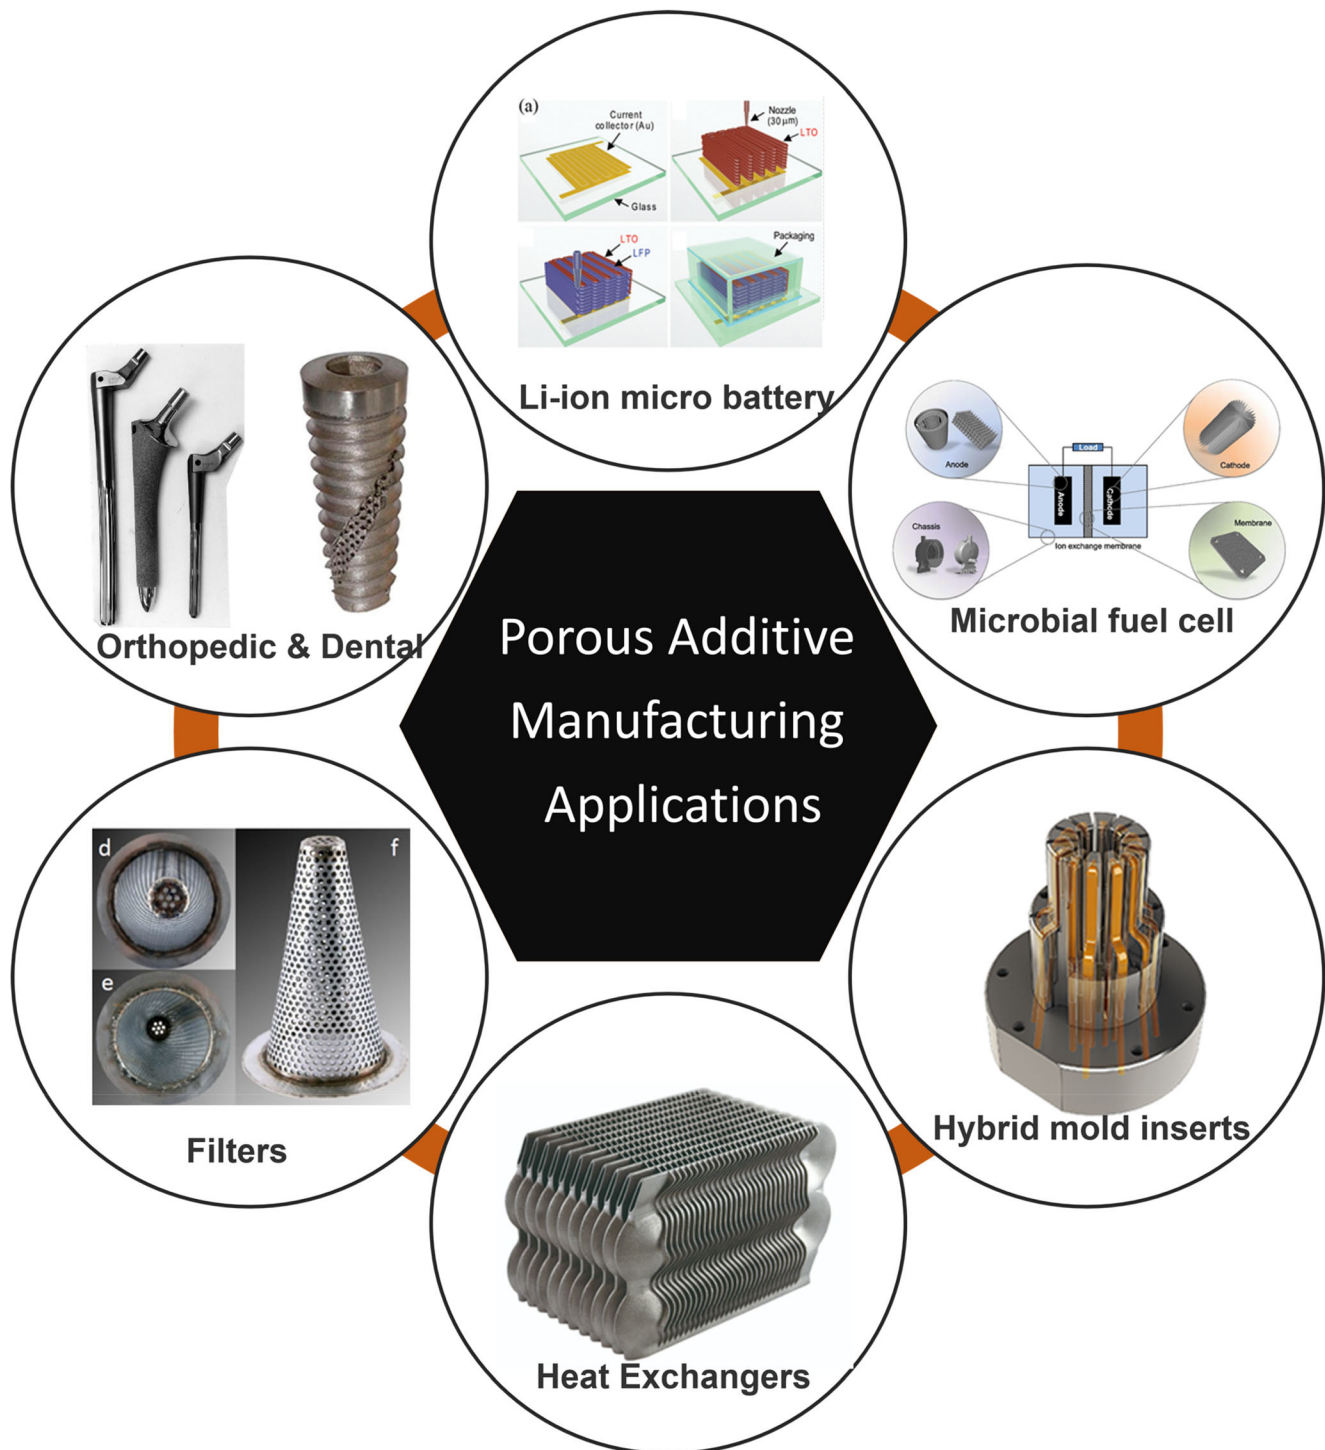 (a)
Current
collector (Au)
Glass
Nozzle
(30 μm)
LTO
LTO
LFP
Packaging
Li-ion micro battery
Anode
Load
Cathode
Anode
Cathode
Chassis
Ion exchange membrane
Membrane
Microbial fuel cell
Orthopedic & Dental
Porous Additive
Manufacturing
Applications
d
e
f
Filters
Hybrid mold inserts
Heat Exchangers